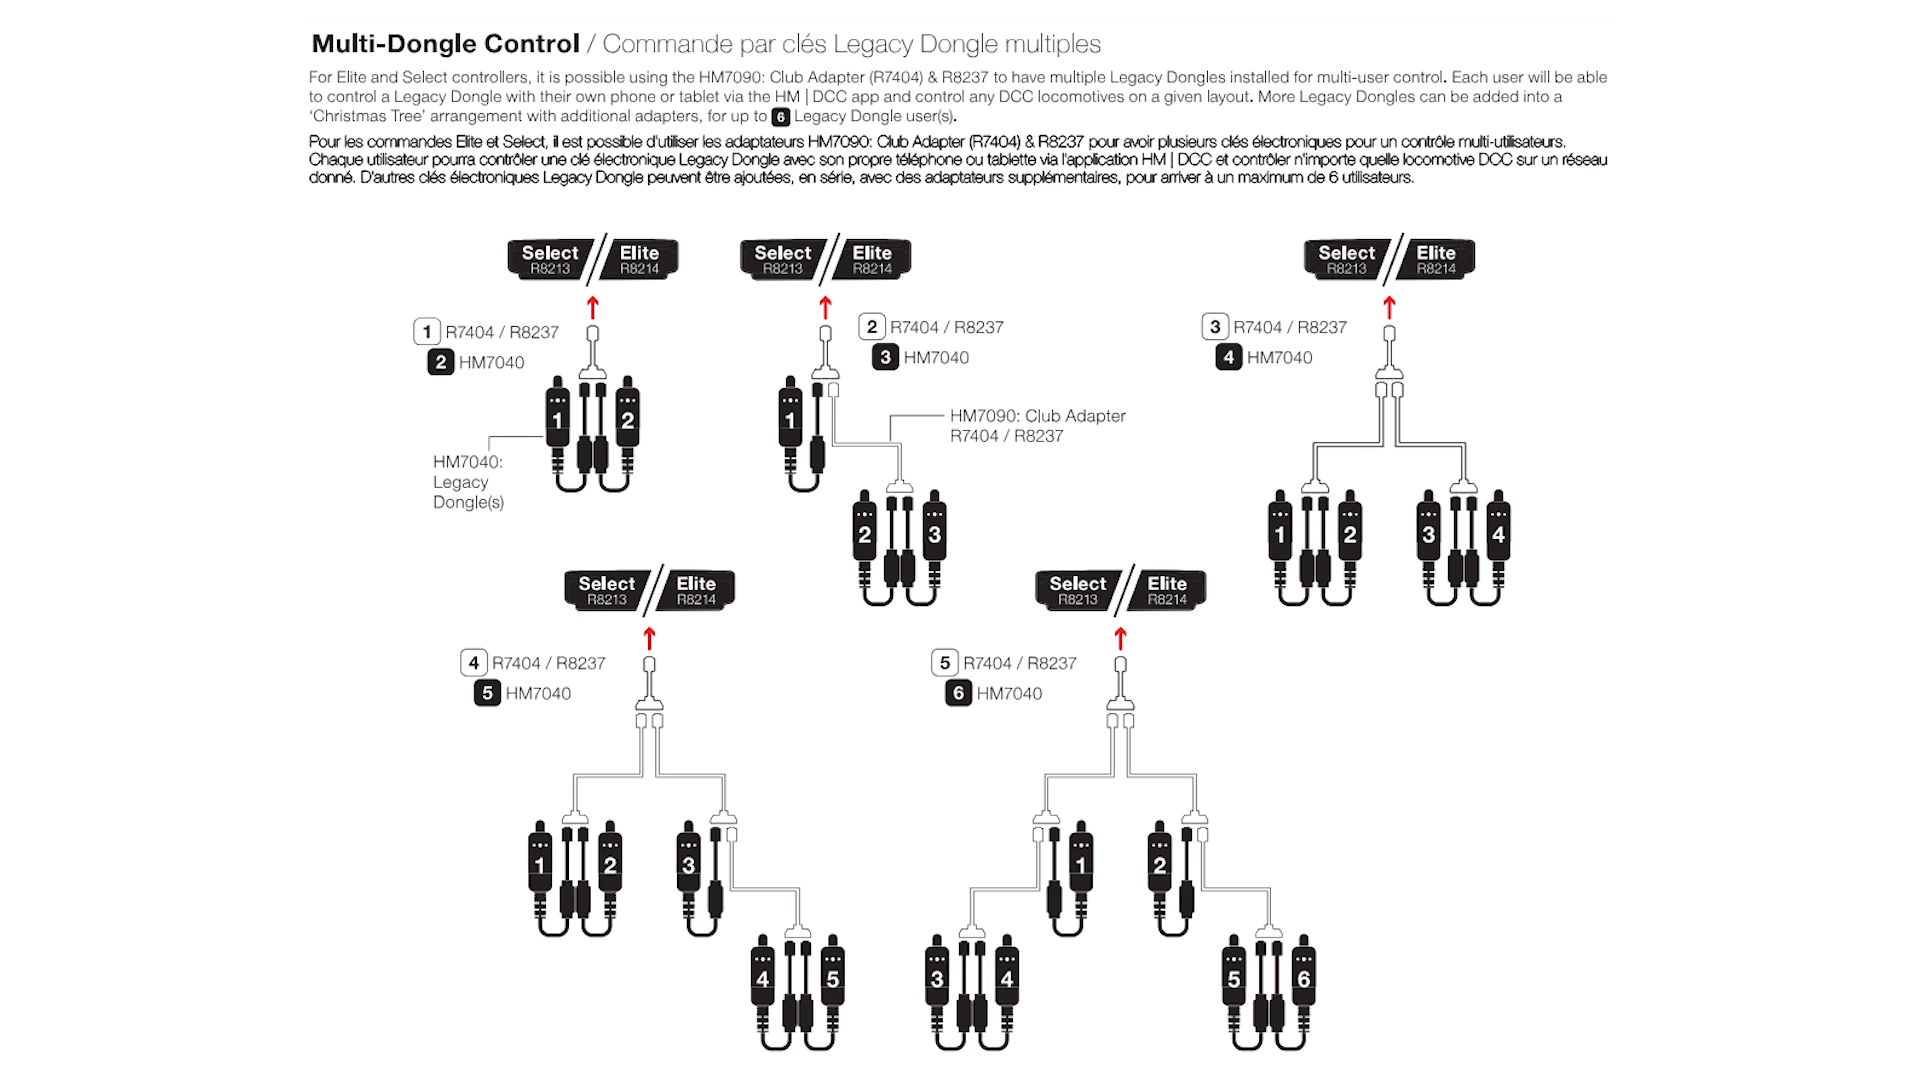 Multi-Dongle Control / Commande par clés Legacy Dongle multiples
For Elite and Select controllers, it is possible using the HM7090: Club Adapter (R7404) & R8237 to have multiple Legacy Dongles installed for multi-user control. Each user will be able
to control a Legacy Dongle with their own phone or tablet via the HM | DCC app and control any DCC locomotives on a given layout. More Legacy Dongles can be added into a
‘Christmas Tree’ arrangement with additional adapters, for up to 6 Legacy Dongle user(s).
Pour les commandes Elite et Select, il est possible d'utiliser les adaptateurs HM7090: Club Adapter (R7404) & R8237 pour avoir plusieurs clés électroniques pour un contrôle multi-utilisateurs.
Chaque utilisateur pourra contrôler une clé électronique Legacy Dongle avec son propre téléphone ou tablette via l'application HM | DCC et contrôler n'importe quelle locomotive DCC sur un réseau
donné. D'autres clés électroniques Legacy Dongle peuvent être ajoutées, en série, avec des adaptateurs supplémentaires, pour arriver à un maximum de 6 utilisateurs.
Select Elite
R8213 R8214
1 R7404 / R8237
2 HM7040
1 2
HM7040:
Legacy
Dongle(s)
Select Elite
R8213 R8214
2 R7404 / R8237
3 HM7040
1
HM7090: Club Adapter
R7404 / R8237
2 3
Select Elite
R8213 R8214
3 R7404 / R8237
4 HM7040
1 2 3 4
Select Elite
R8213 R8214
4 R7404 / R8237
5 HM7040
1 2 3
4 5
Select Elite
R8213 R8214
5 R7404 / R8237
6 HM7040
1 2
3 4 5 6